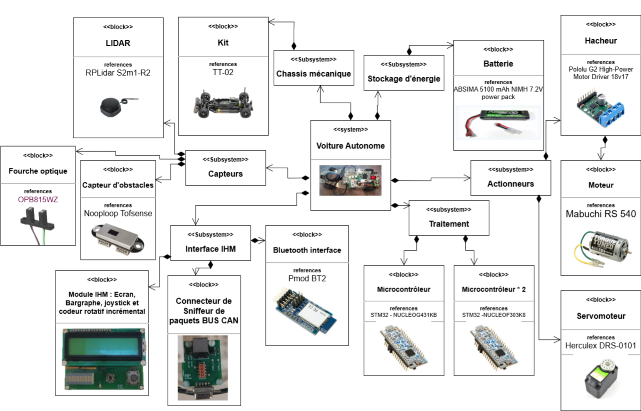 <<block>>
LIDAR
references
RPLidar S2m1-R2
<<block>>
Kit
references
TT-02
<<Subsystem>>
Chassis mécanique
<<Subsystem>>
Stockage d'énergie
<<block>>
Batterie
references
ABSIMA 5100 mAh NIMH 7.2V
power pack
<<block>>
Hacheur
references
Pololu G2 High-Power
Motor Driver 18v17
<<system>>
Voiture Autonome
<<block>>
Fourche optique
references
OPB815WZ
<<block>>
Capteur d'obstacles
references
Nooploop Tofsense
<<Subsystem>>
Capteurs
<<subsystem>>
Actionneurs
<<block>>
Moteur
references
Mabuchi RS 540
<<Subsystem>>
Interface IHM
<<block>>
Bluetooth interface
references
Pmod BT2
<<subsystem>>
Traitement
<<block>>
Module IHM : Ecran,
Bargraphe, joystick et
codeur rotatif incrémental
<<block>>
Connecteur de
Sniffeur de
paquets BUS CAN
<<block>>
Microcontrôleur
references
STM32 - NUCLEOG431KB
<<block>>
Microcontrôleur * 2
references
STM32 -NUCLEOF303K8
<<block>>
Servomoteur
references
Herculex DRS-0101